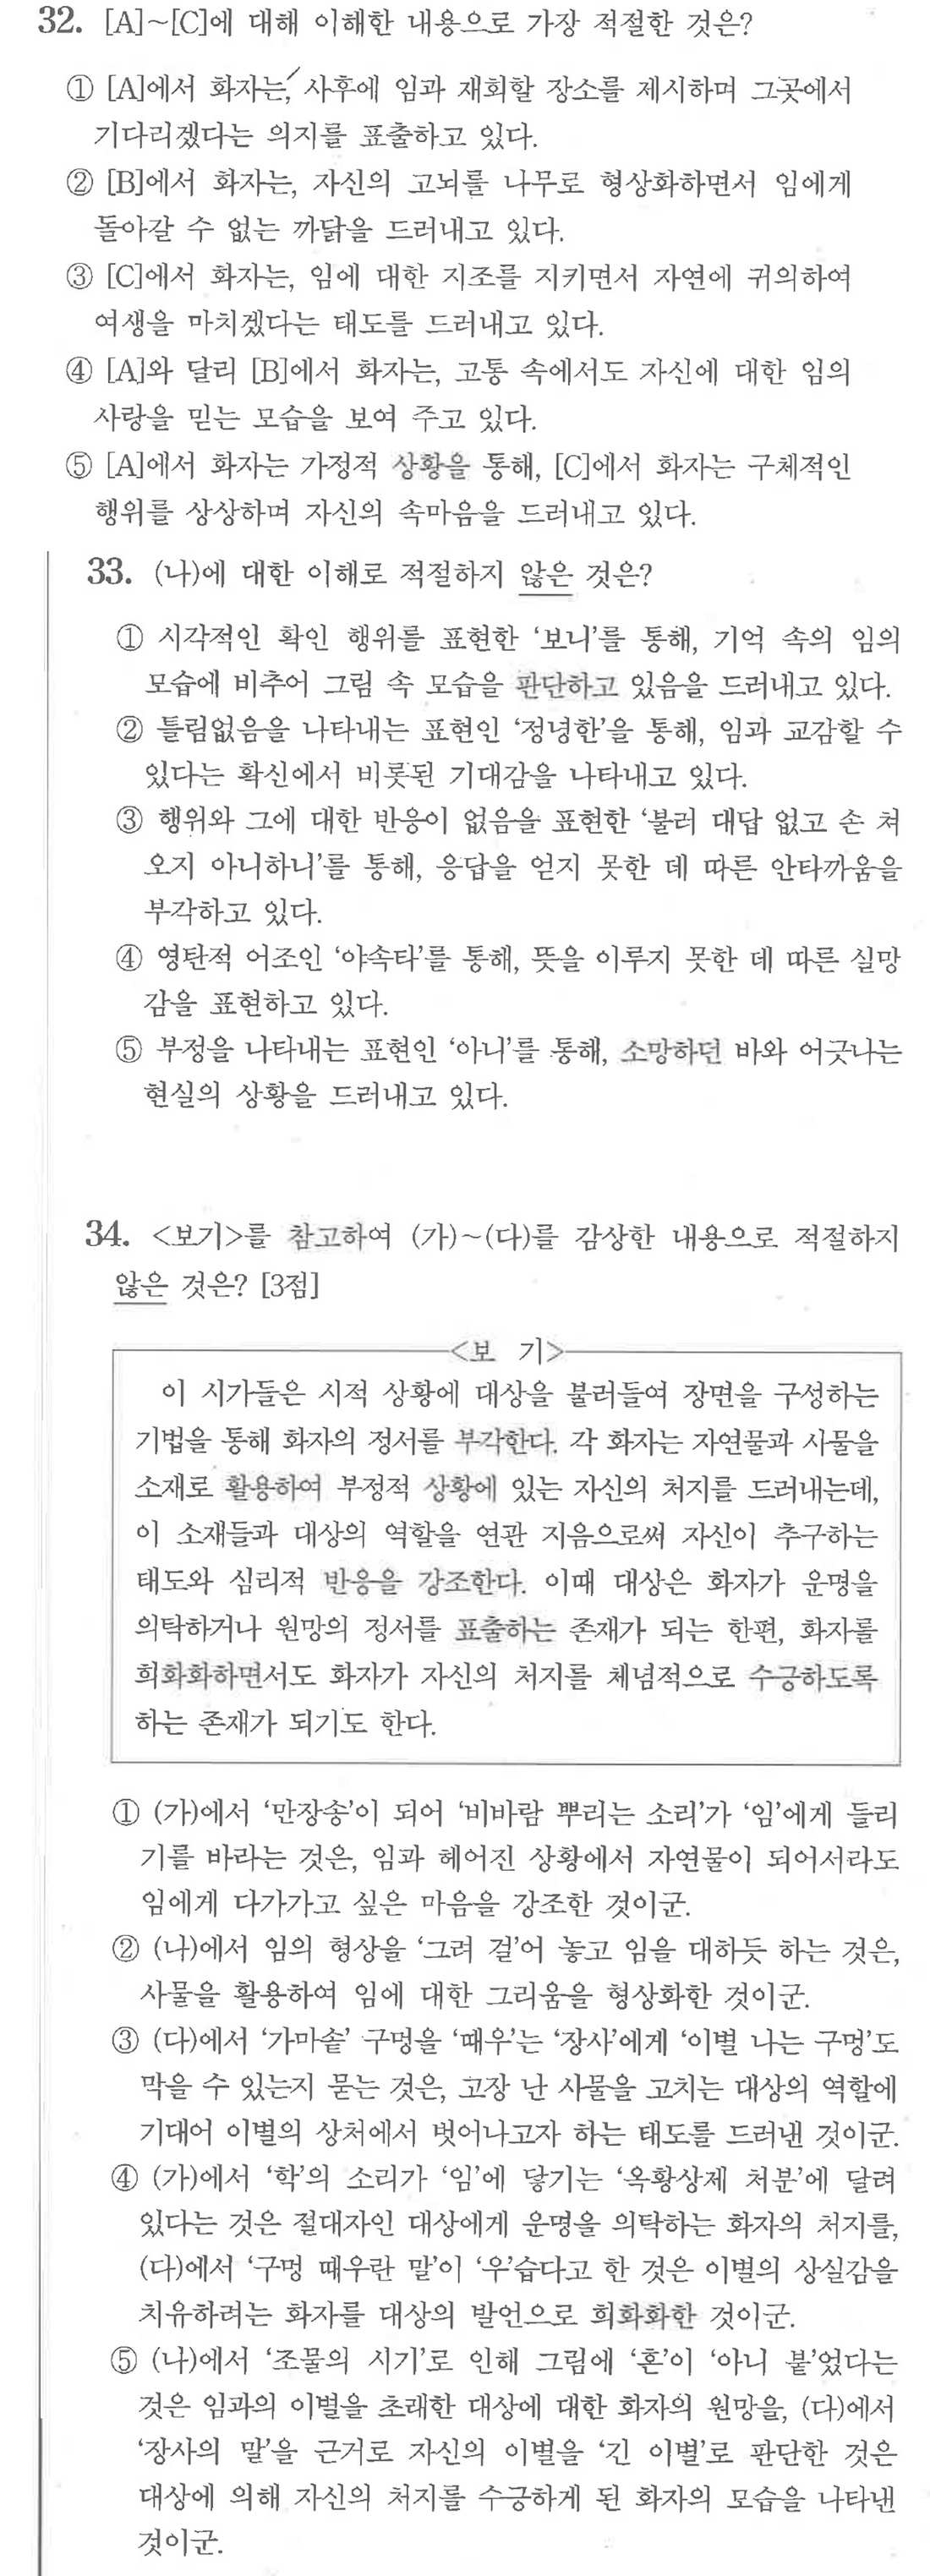 32. [A]~[C]에 대해 이해한 내용으로 가장 적절한 것은?
① [A]에서 화자는, 사후에 임과 재회할 장소를 제시하며 그곳에서
기다리겠다는 의지를 표출하고 있다.
② [B]에서 화자는, 자신의 고뇌를 나무로 형상화하면서 임에게
돌아갈 수 없는 까닭을 드러내고 있다.
③ [C]에서 화자는, 임에 대한 지조를 지키면서 자연에 귀의하여
여생을 마치겠다는 태도를 드러내고 있다.
④ [A]와 달리 [B]에서 화자는, 고통 속에서도 자신에 대한 임의
사랑을 믿는 모습을 보여 주고 있다.
⑤ [A]에서 화자는 가정적 상황을 통해, [C]에서 화자는 구체적인
행위를 상상하며 자신의 속마음을 드러내고 있다.
33. (나)에 대한 이해로 적절하지 않은 것은?
① 시각적인 확인 행위를 표현한 ‘보니’를 통해, 기억 속의 임의
모습에 비추어 그림 속 모습을 판단하고 있음을 드러내고 있다.
② 틀림없음을 나타내는 표현인 ‘정녕한’을 통해, 임과 교감할 수
있다는 확신에서 비롯된 기대감을 나타내고 있다.
③ 행위와 그에 대한 반응이 없음을 표현한 ‘불러 대답 없고 손 쳐
오지 아니하니’를 통해, 응답을 얻지 못한 데 따른 안타까움을
부각하고 있다.
④ 영탄적 어조인 ‘야속타’를 통해, 뜻을 이루지 못한 데 따른 실망
감을 표현하고 있다.
⑤ 부정을 나타내는 표현인 ‘아니’를 통해, 소망하던 바와 어긋나는
현실의 상황을 드러내고 있다.
34. <보기>를 참고하여 (가)~(다)를 감상한 내용으로 적절하지
않은 것은? [3점]
<보 기>
이 시가들은 시적 상황에 대상을 불러들여 장면을 구성하는
기법을 통해 화자의 정서를 부각한다. 각 화자는 자연물과 사물을
소재로 활용하여 부정적 상황에 있는 자신의 처지를 드러내는데,
이 소재들과 대상의 역할을 연관 지음으로써 자신이 추구하는
태도와 심리적 반응을 강조한다. 이때 대상은 화자가 운명을
의탁하거나 원망의 정서를 표출하는 존재가 되는 한편, 화자를
희화화하면서도 화자가 자신의 처지를 체념적으로 수긍하도록
하는 존재가 되기도 한다.
① (가)에서 ‘만장송’이 되어 ‘비바람 뿌리는 소리’가 ‘임’에게 들리
기를 바라는 것은, 임과 헤어진 상황에서 자연물이 되어서라도
임에게 다가가고 싶은 마음을 강조한 것이군.
② (나)에서 임의 형상을 ‘그려 걸’어 놓고 임을 대하듯 하는 것은,
사물을 활용하여 임에 대한 그리움을 형상화한 것이군.
③ (다)에서 ‘가마솥’ 구멍을 ‘때우’는 ‘장사’에게 ‘이별 나는 구멍’도
막을 수 있는지 묻는 것은, 고장 난 사물을 고치는 대상의 역할에
기대어 이별의 상처에서 벗어나고자 하는 태도를 드러낸 것이군.
④ (가)에서 ‘학’의 소리가 ‘임’에 닿기는 ‘옥황상제 처분’에 달려
있다는 것은 절대자인 대상에게 운명을 의탁하는 화자의 처지를,
(다)에서 ‘구멍 때우란 말’이 ‘우’습다고 한 것은 이별의 상실감을
치유하려는 화자를 대상의 발언으로 희화화한 것이군.
⑤ (나)에서 ‘조물의 시기’로 인해 그림에 ‘혼’이 ‘아니 붙’었다는
것은 임과의 이별을 초래한 대상에 대한 화자의 원망을, (다)에서
‘장사의 말’을 근거로 자신의 이별을 ‘긴 이별’로 판단한 것은
대상에 의해 자신의 처지를 수긍하게 된 화자의 모습을 나타낸
것이군.